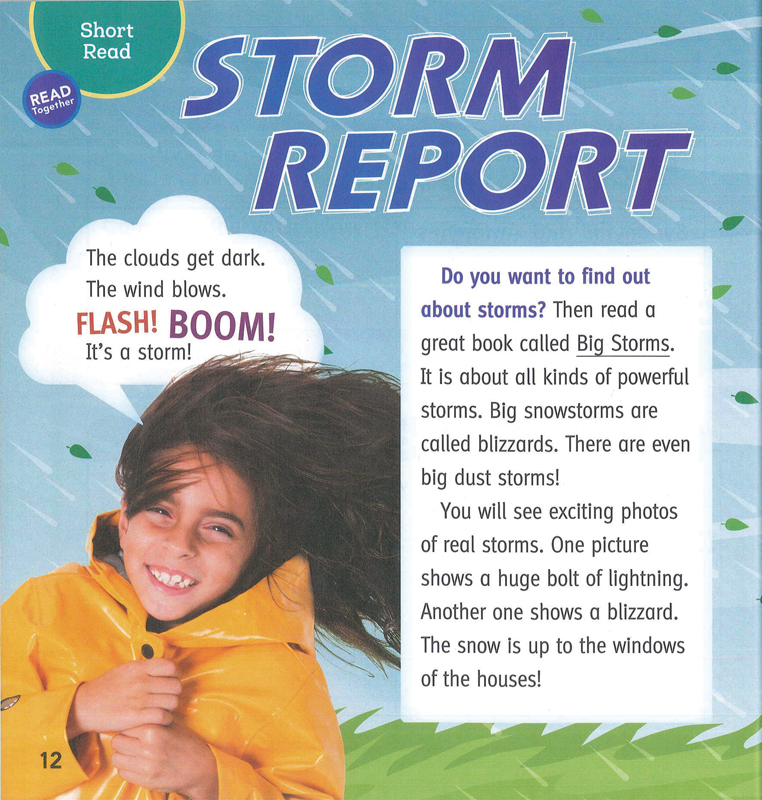 Short
Read
READ
Together
STORM
REPORT
The clouds get dark.
The wind blows.
FLASH! BOOM!
It's a storm!
Do you want to find out
about storms? Then read a
great book called Big Storms.
It is about all kinds of powerful
storms. Big snowstorms are
called blizzards. There are even
big dust storms!
You will see exciting photos
of real storms. One picture
shows a huge bolt of lightning.
Another one shows a blizzard.
The snow is up to the windows
of the houses!
12